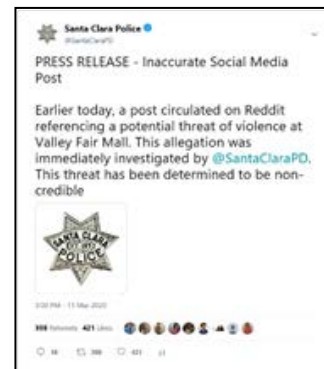 Santa Clara Police
@SantaClaraPD
PRESS RELEASE - Inaccurate Social Media
Post
Earlier today, a post circulated on Reddit
referencing a potential threat of violence at
Valley Fair Mall. This allegation was
immediately investigated by @SantaClaraPD.
This threat has been determined to be non-
credible
SANTA CLARA
POLICE